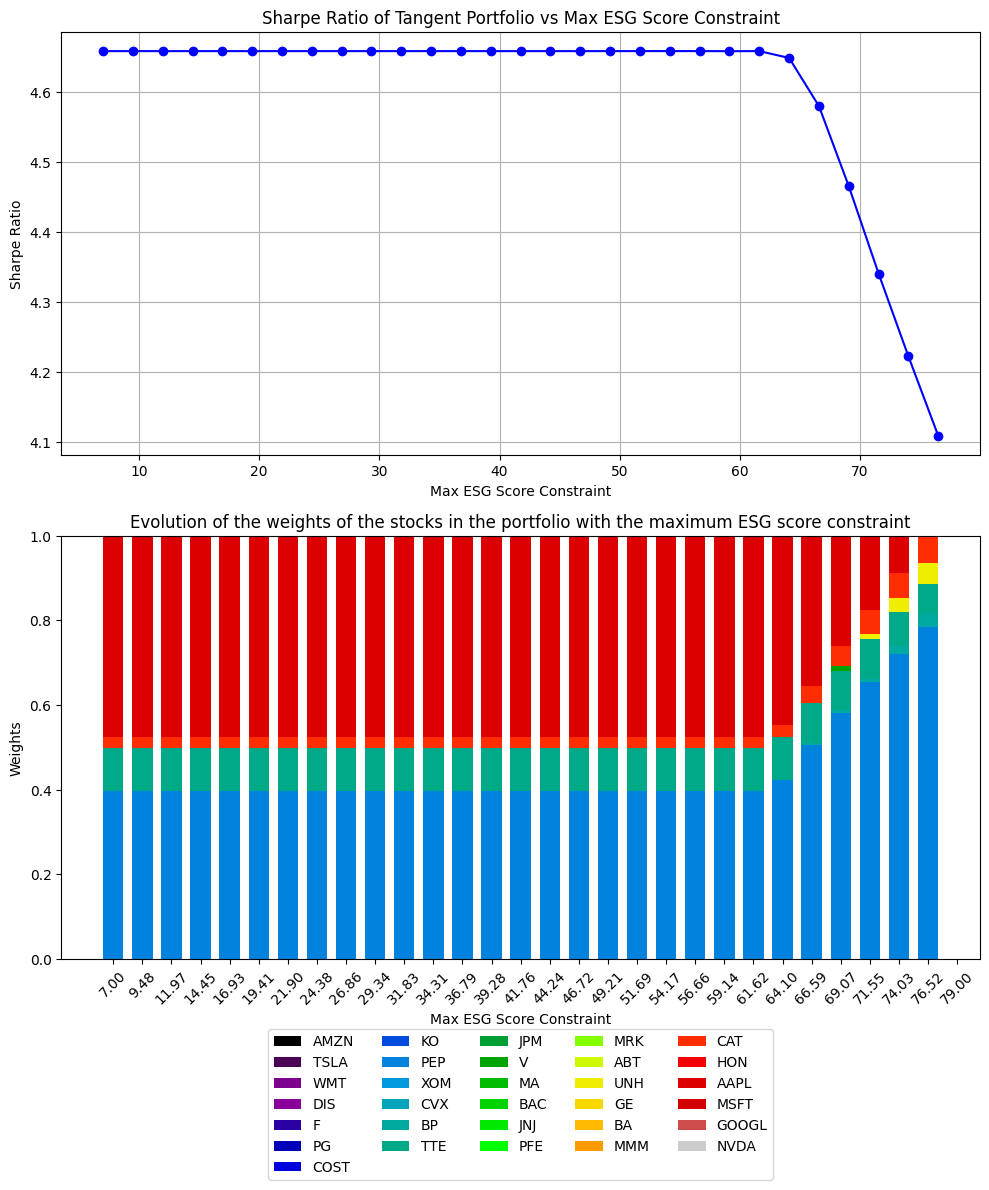 Sharpe Ratio of Tangent Portfolio vs Max ESG Score Constraint
Sharpe Ratio
4.6
4.5
4.4
4.3
4.2
4.1
10 20 30 40 50 60 70
Max ESG Score Constraint
Evolution of the weights of the stocks in the portfolio with the maximum ESG score constraint
Weights
1.0
0.8
0.6
0.4
0.2
0.0
7.00 9.48 11.97 14.45 16.93 19.41 21.90 24.38 26.86 29.34 31.83 34.31 36.79 39.28 41.76 44.24 46.72 49.21 51.69 54.17 56.66 59.14 61.62 64.10 66.59 69.07 71.55 74.03 76.52 79.00
Max ESG Score Constraint
AMZN KO JPM MRK CAT
TSLA PEP V ABT HON
WMT XOM MA UNH AAPL
DIS CVX BAC GE MSFT
F BP JNJ BA GOOGL
PG TTE PFE MMM NVDA
COST